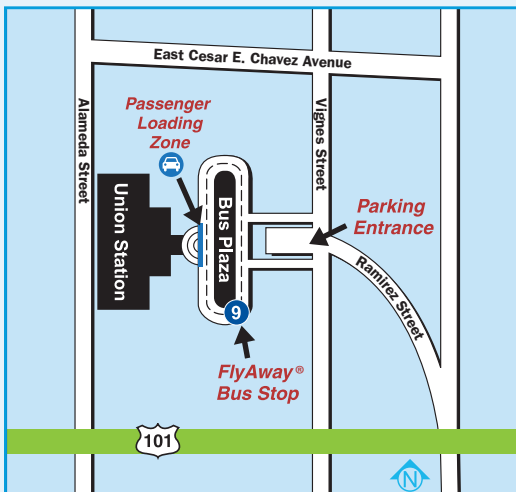 East Cesar E. Chavez Avenue
Alameda Street
Passenger
Loading
Zone
Vignes Street
Union Station
Bus Plaza
Parking
Entrance
Ramirez Street
9
FlyAway®
Bus Stop
101
N